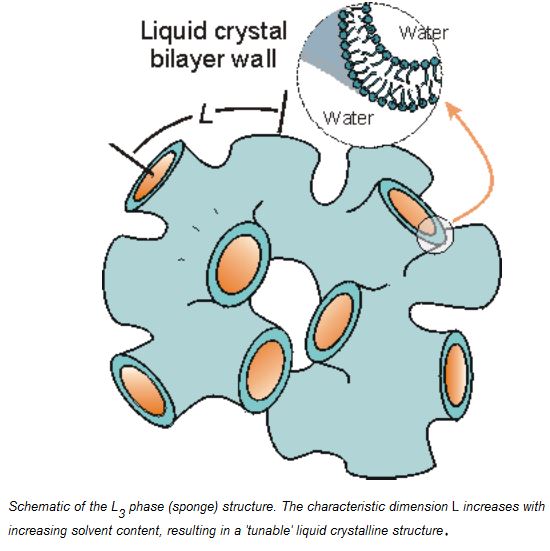 Liquid crystal
bilayer wall
Water
Water
L
Schematic of the L3 phase (sponge) structure. The characteristic dimension L increases with
increasing solvent content, resulting in a 'tunable' liquid crystalline structure.